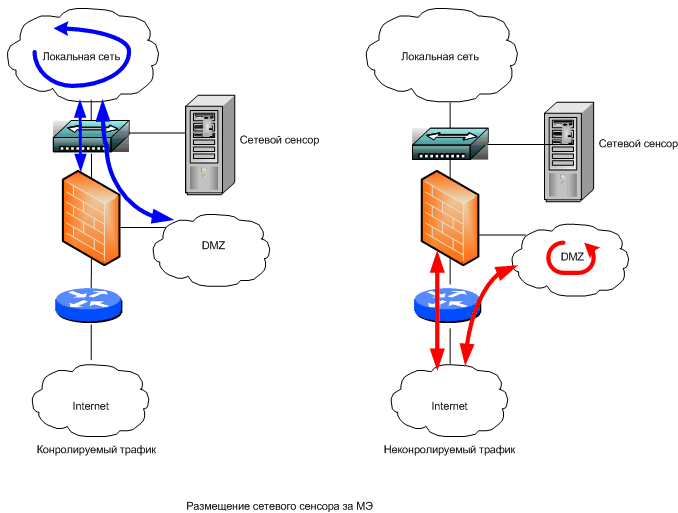 Локальная сеть
Локальная сеть
Сетевой сенсор
Сетевой сенсор
DMZ
DMZ
Internet
Internet
Конролируемый трафик
Неконролируемый трафик
Размещение сетевого сенсора за МЭ